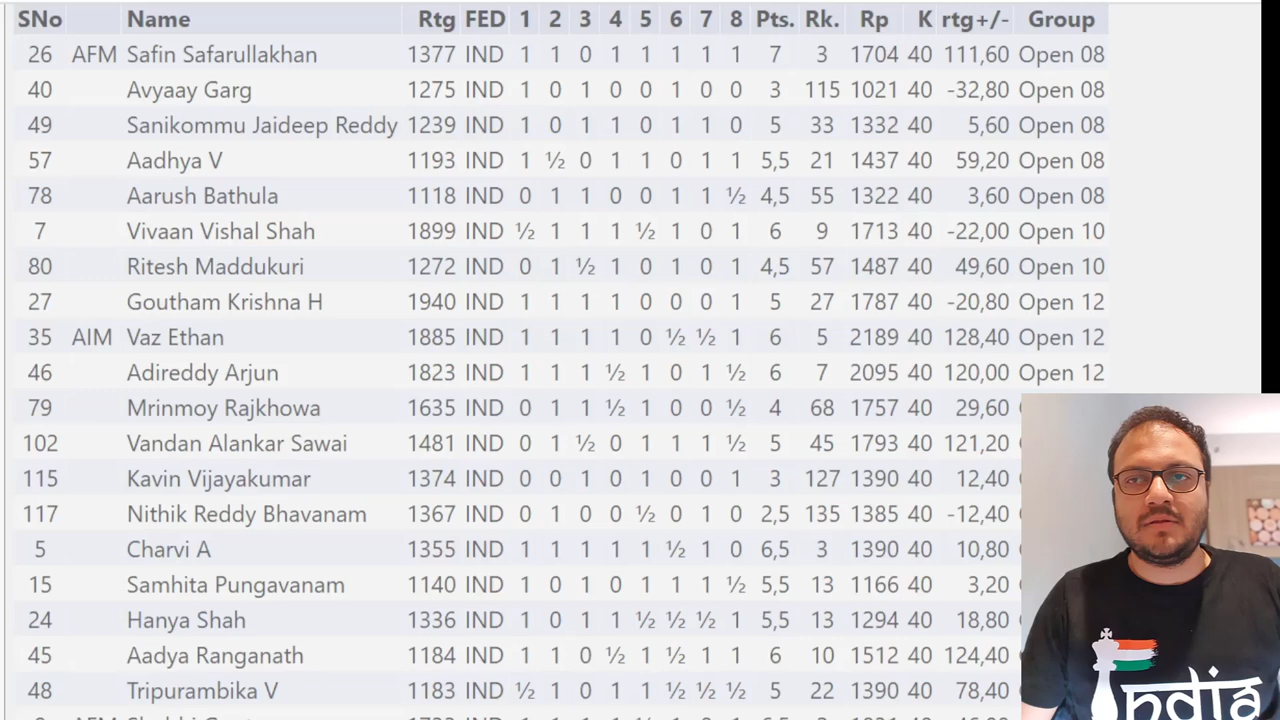 SNo Name Rtg FED 1 2 3 4 5 6 7 8 Pts. Rk. Rp K rtg+/- Group
26 AFM Safin Safarullakhan 1377 IND 1 1 0 1 1 1 1 1 7 3 1704 40 111,60 Open 08
40 Avyaay Garg 1275 IND 1 0 1 0 0 1 0 0 3 115 1021 40 -32,80 Open 08
49 Sanikommu Jaideep Reddy 1239 IND 1 0 1 1 0 1 1 0 5 33 1332 40 5,60 Open 08
57 Aadhya V 1193 IND 1 ½ 0 1 1 0 1 1 5,5 21 1437 40 59,20 Open 08
78 Aarush Bathula 1118 IND 0 1 1 0 0 1 1 ½ 4,5 55 1322 40 3,60 Open 08
7 Vivaan Vishal Shah 1899 IND ½ 1 1 1 ½ 1 0 1 6 9 1713 40 -22,00 Open 10
80 Ritesh Maddukuri 1272 IND 0 1 ½ 1 0 1 0 1 4,5 57 1487 40 49,60 Open 10
27 Goutham Krishna H 1940 IND 1 1 1 1 0 0 0 1 5 27 1787 40 -20,80 Open 12
35 AIM Vaz Ethan 1885 IND 1 1 1 1 0 ½ ½ 1 6 5 2189 40 128,40 Open 12
46 Adireddy Arjun 1823 IND 1 1 1 ½ 1 0 1 ½ 6 7 2095 40 120,00 Open 12
79 Mrinmoy Rajkhowa 1635 IND 0 1 1 ½ 1 0 0 ½ 4 68 1757 40 29,60
102 Vandan Alankar Sawai 1481 IND 0 1 ½ 0 1 1 1 ½ 5 45 1793 40 121,20
115 Kavin Vijayakumar 1374 IND 0 0 1 0 1 0 0 1 3 127 1390 40 12,40
117 Nithik Reddy Bhavanam 1367 IND 0 1 0 0 ½ 0 1 0 2,5 135 1385 40 -12,40
5 Charvi A 1355 IND 1 1 1 1 1 ½ 1 0 6,5 3 1390 40 10,80
15 Samhita Pungavanam 1140 IND 1 0 1 0 1 1 1 ½ 5,5 13 1166 40 3,20
24 Hanya Shah 1336 IND 1 0 1 1 ½ ½ ½ 1 5,5 13 1294 40 18,80
45 Aadya Ranganath 1184 IND 1 1 0 ½ 1 ½ 1 1 6 10 1512 40 124,40
48 Tripurambika V 1183 IND ½ 1 0 1 1 ½ ½ ½ 5 22 1390 40 78,40
India